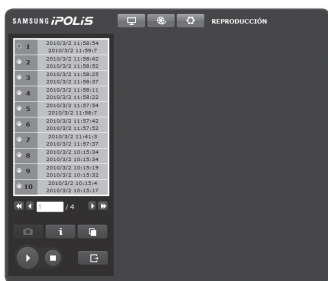 SAMSUNG iPOLiS
REPRODUCCIÓN
1 2010/3/2 11:58:54
2010/3/2 11:59:7
2 2010/3/2 11:58:42
2010/3/2 11:58:52
3 2010/3/2 11:58:25
2010/3/2 11:58:37
4 2010/3/2 11:58:11
2010/3/2 11:58:22
5 2010/3/2 11:57:54
2010/3/2 11:58:7
6 2010/3/2 11:57:42
2010/3/2 11:57:52
7 2010/3/2 11:41:3
2010/3/2 11:57:37
8 2010/3/2 10:15:34
2010/3/2 10:15:34
9 2010/3/2 10:15:19
2010/3/2 10:15:32
10 2010/3/2 10:15:4
2010/3/2 10:15:17
1 / 4